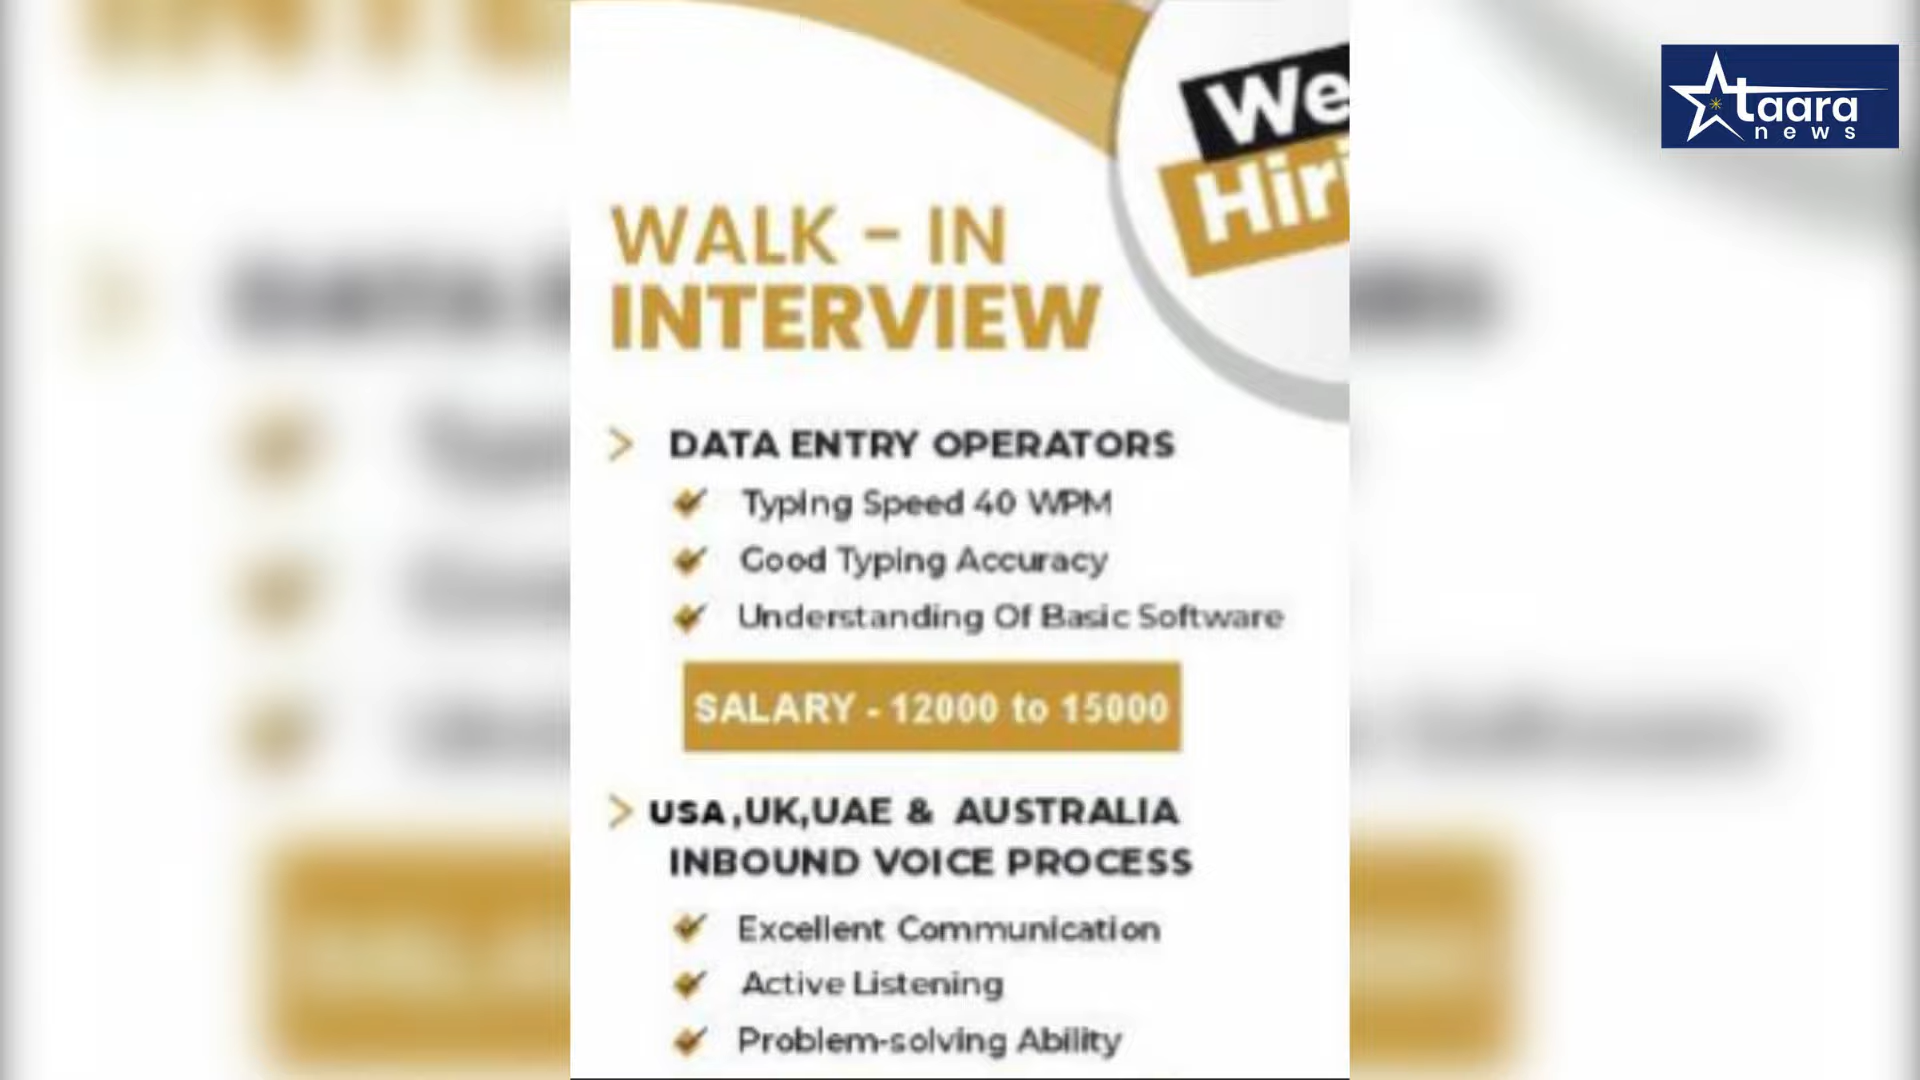 taara
news
We
Hiri
WALK - IN
INTERVIEW
> DATA ENTRY OPERATORS
Typing Speed 40 WPM
Good Typing Accuracy
Understanding Of Basic Software
SALARY - 12000 to 15000
> USA,UK,UAE & AUSTRALIA
INBOUND VOICE PROCESS
Excellent Communication
Active Listening
Problem-solving Ability